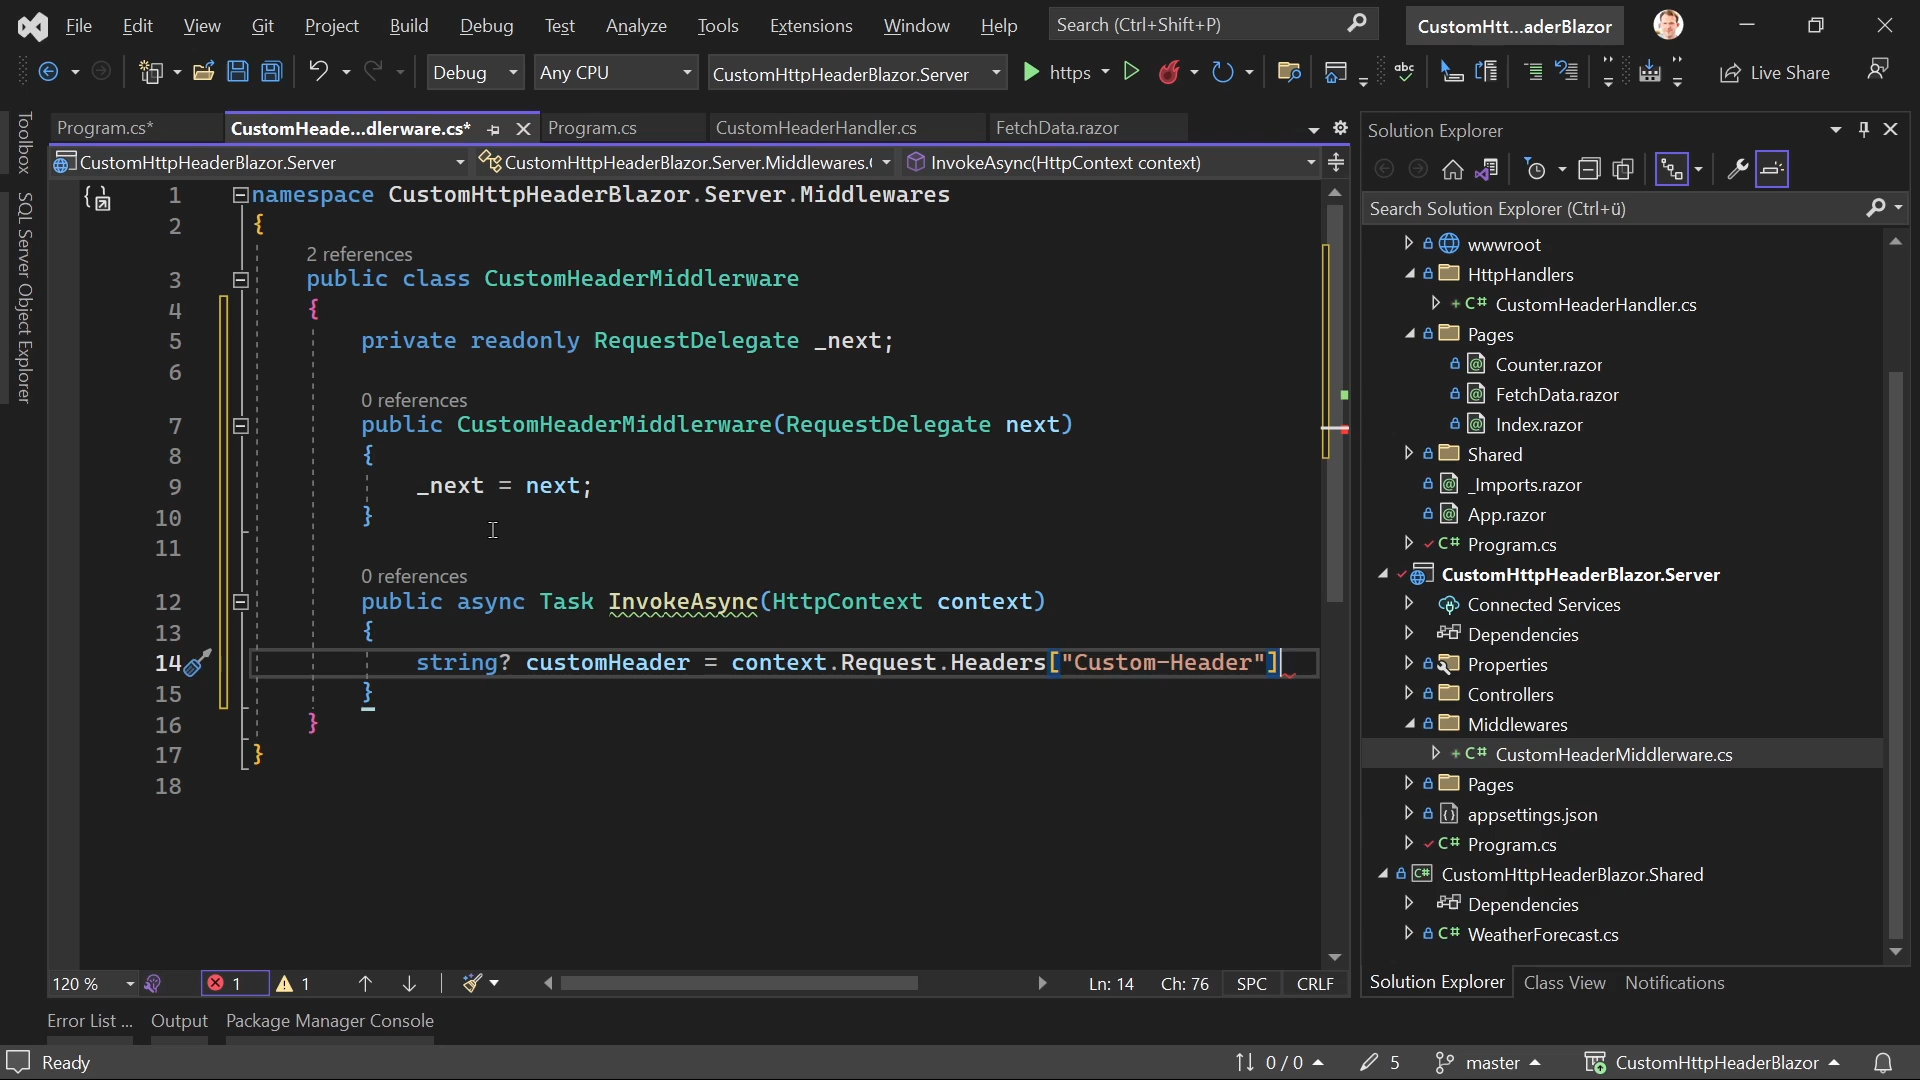 File Edit View Git Project Build Debug Test Analyze Tools Extensions Window Help Search (Ctrl+Shift+P) CustomHtt...aderBlazor
Debug Any CPU CustomHttpHeaderBlazor.Server https Live Share
Toolbox
SQL Server Object Explorer
Program.cs* CustomHeade...dlerware.cs* Program.cs CustomHeaderHandler.cs FetchData.razor
CustomHttpHeaderBlazor.Server CustomHttpHeaderBlazor.Server.Middlewares.( InvokeAsync(HttpContext context)
1 namespace CustomHttpHeaderBlazor.Server.Middlewares
2 {
2 references
3 public class CustomHeaderMiddlerware
4 {
5 private readonly RequestDelegate _next;
6
0 references
7 public CustomHeaderMiddlerware(RequestDelegate next)
8 {
9 _next = next;
10 }
11
0 references
12 public async Task InvokeAsync(HttpContext context)
13 {
14 string? customHeader = context.Request.Headers["Custom-Header"]
15 }
16 }
17 }
18
120 % 1 1 Ln: 14 Ch: 76 SPC CRLF
Solution Explorer
Search Solution Explorer (Ctrl+ü)
wwwroot
HttpHandlers
C# CustomHeaderHandler.cs
Pages
Counter.razor
FetchData.razor
Index.razor
Shared
_Imports.razor
App.razor
C# Program.cs
CustomHttpHeaderBlazor.Server
Connected Services
Dependencies
Properties
Controllers
Middlewares
C# CustomHeaderMiddlerware.cs
Pages
appsettings.json
C# Program.cs
C# CustomHttpHeaderBlazor.Shared
Dependencies
C# WeatherForecast.cs
Solution Explorer Class View Notifications
Error List ... Output Package Manager Console
Ready 0 / 0 5 master CustomHttpHeaderBlazor